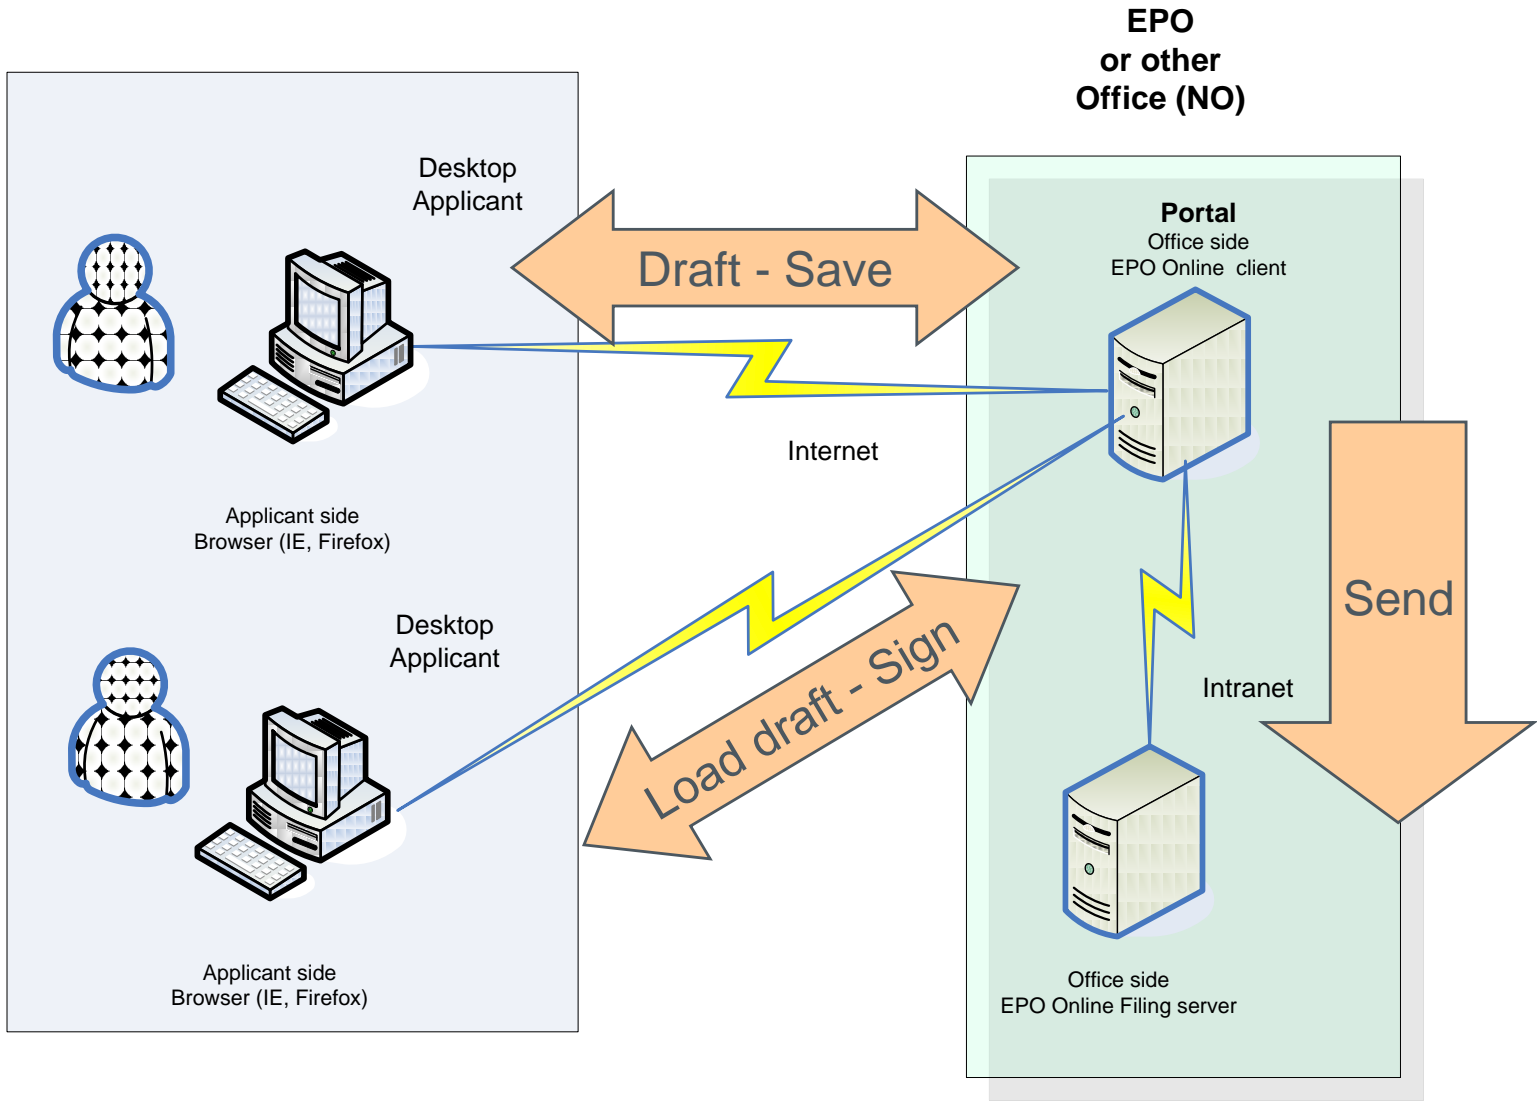 EPO
or other
Office (NO)
Desktop
Applicant
Draft - Save
Portal
Office side
EPO Online client
Internet
Applicant side
Browser (IE, Firefox)
Send
Desktop
Applicant
Load draft - Sign
Intranet
Applicant side
Browser (IE, Firefox)
Office side
EPO Online Filing server